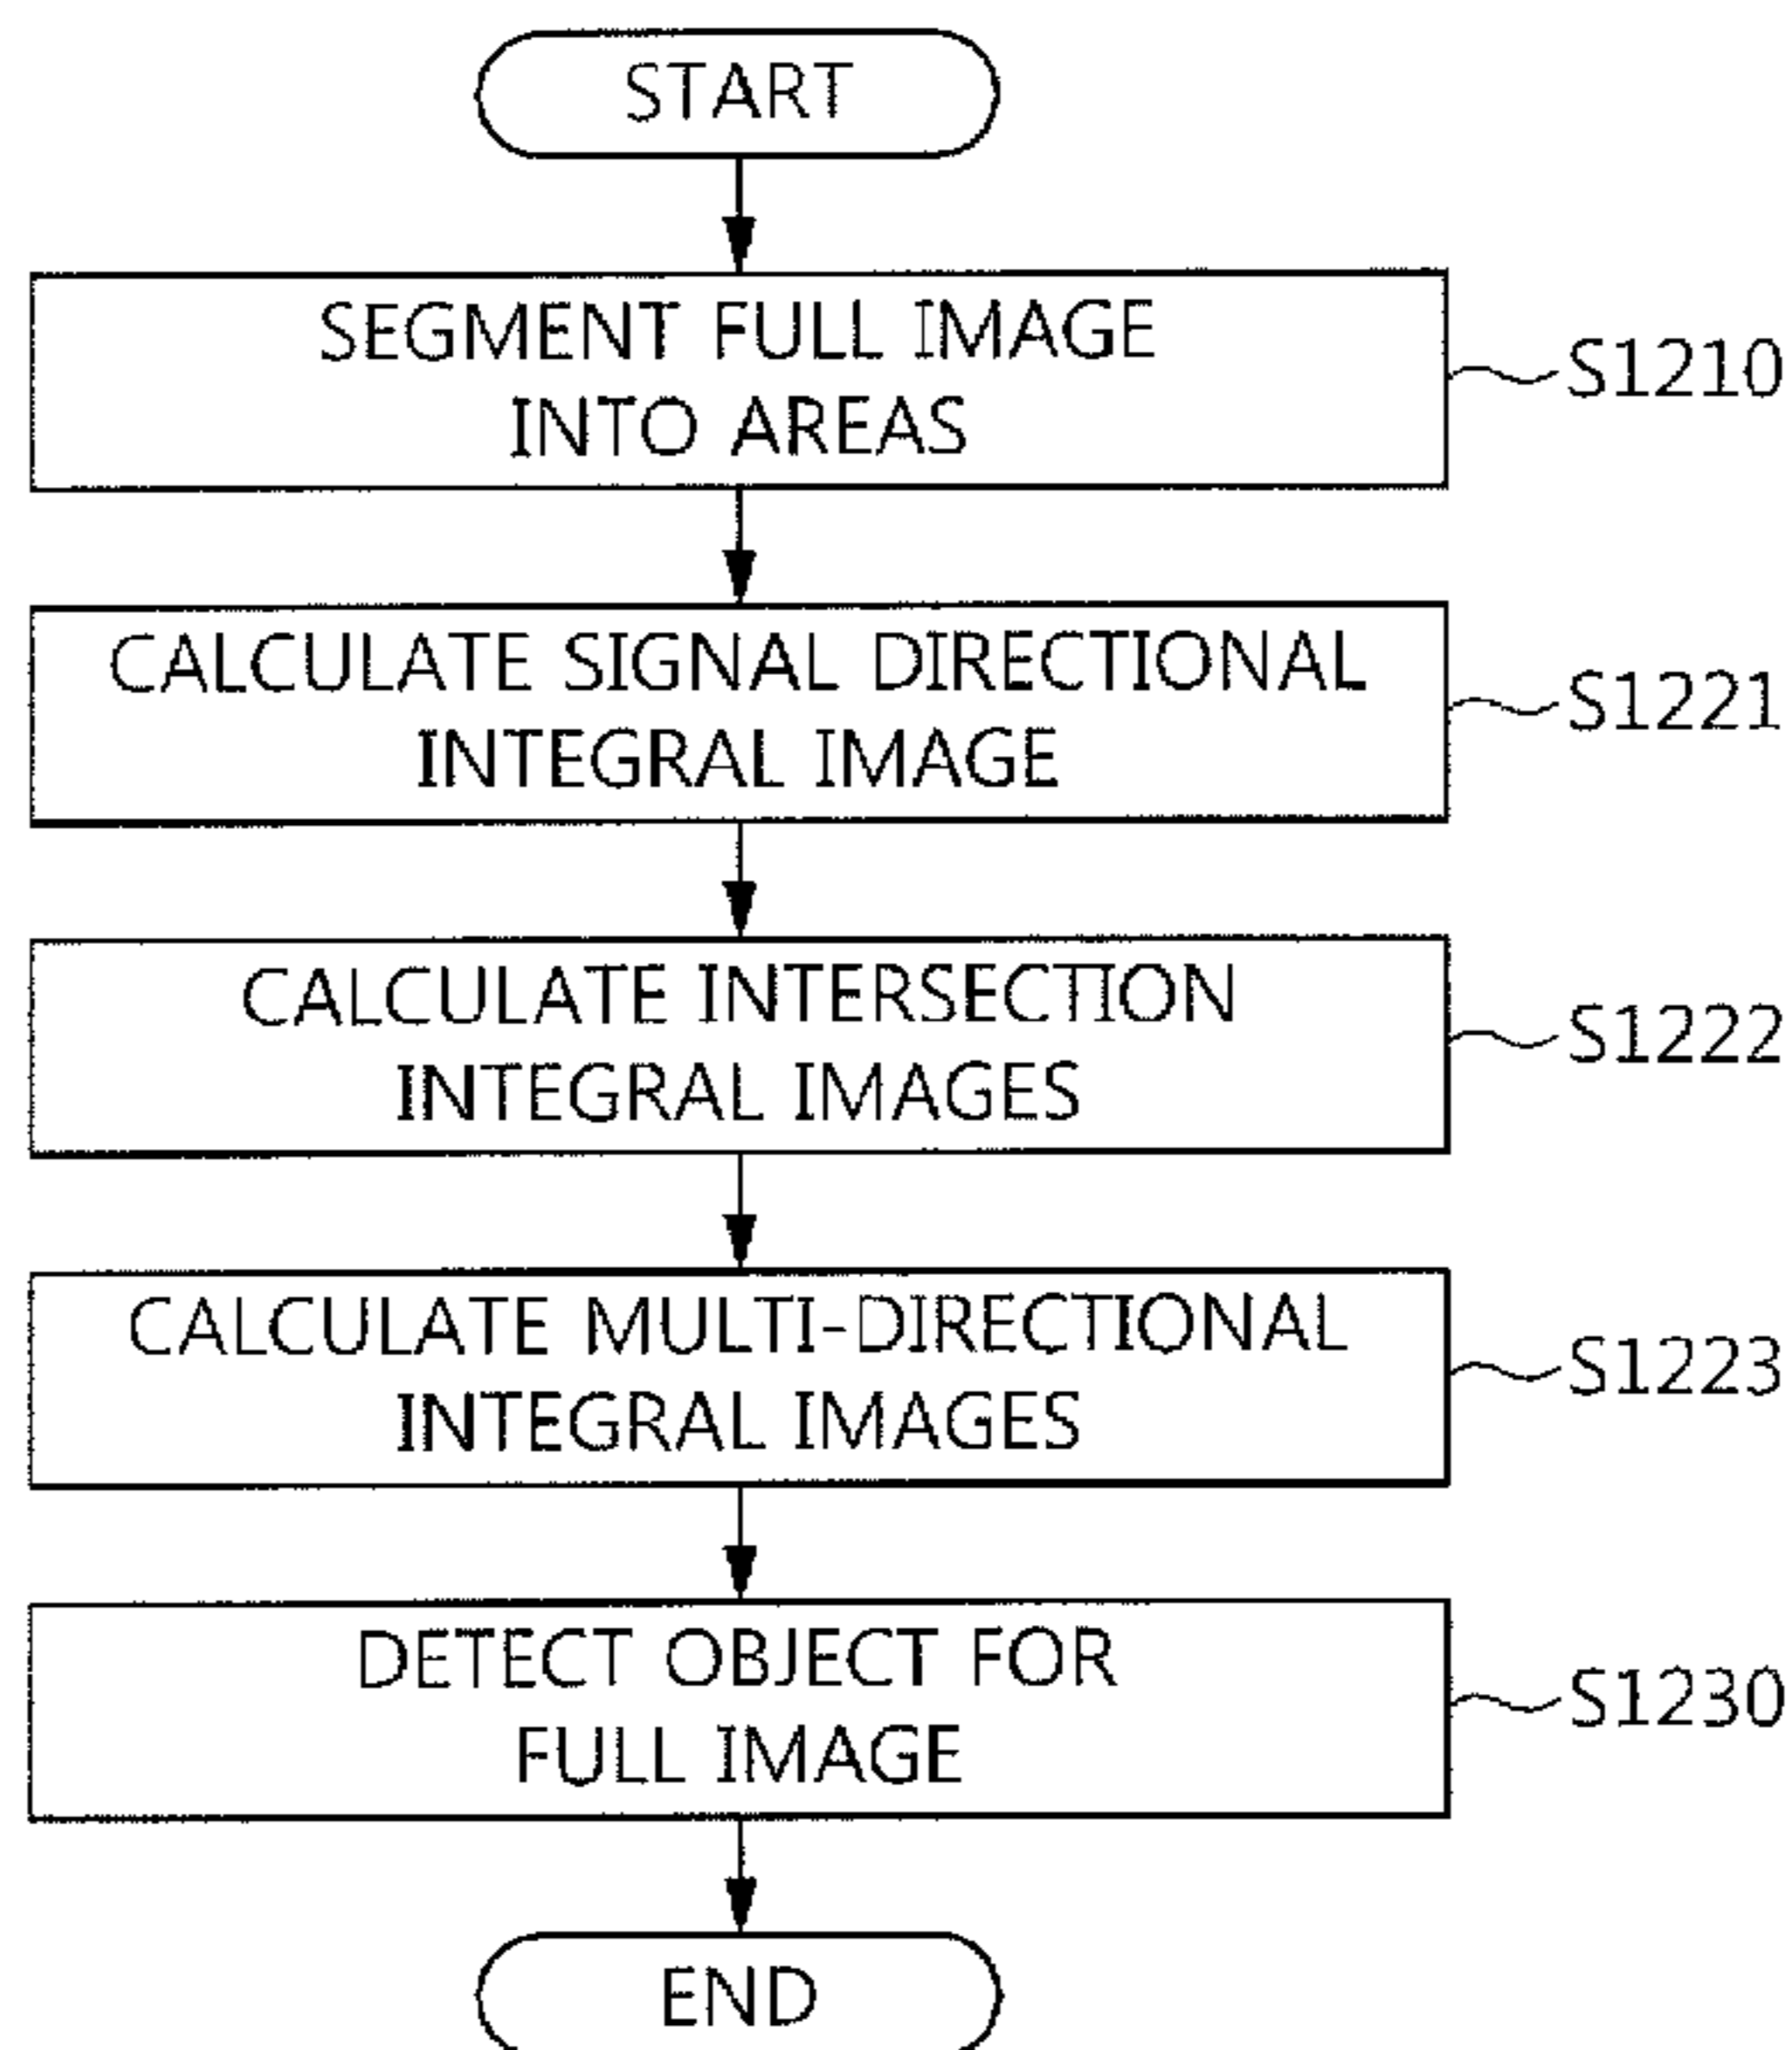 START
SEGMENT FULL IMAGE
INTO AREAS
S1210
CALCULATE SIGNAL DIRECTIONAL
INTEGRAL IMAGE
S1221
CALCULATE INTERSECTION
INTEGRAL IMAGES
S1222
CALCULATE MULTI-DIRECTIONAL
INTEGRAL IMAGES
S1223
DETECT OBJECT FOR
FULL IMAGE
S1230
END